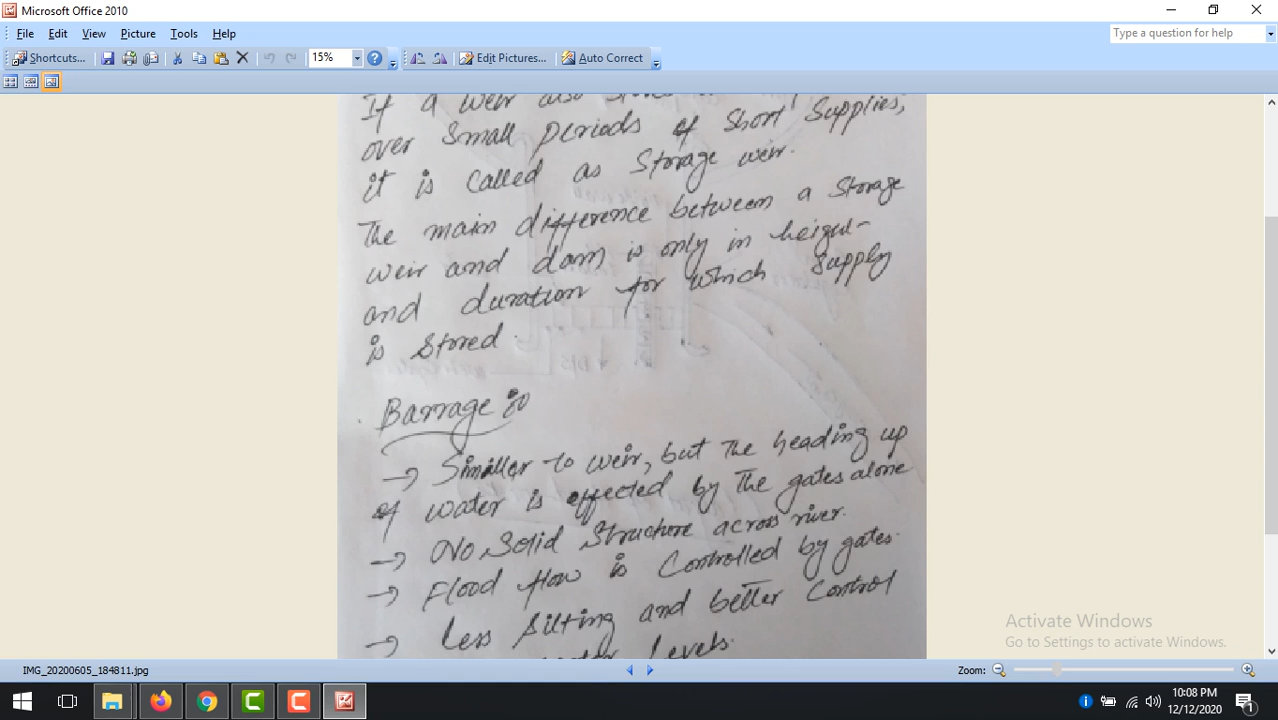 Microsoft Office 2010
File Edit View Picture Tools Help
Type a question for help
Shortcuts... 15% Edit Pictures... Auto Correct
If a weir also
over small periods of short supplies,
it is called as storage weir.
The main difference between a storage
weir and dam, is only in
and duration for which supply
is stored.
Barrage
→ Similar to weir, but the heading up
of water is effected by the gates alone
→ No solid structure across river.
→ Flood flow is controlled by gates.
→ Less silting and better control
levels.
Activate Windows
Go to Settings to activate Windows.
IMG_20200605_184811.jpg
Zoom:
10:08 PM
12/12/2020
1